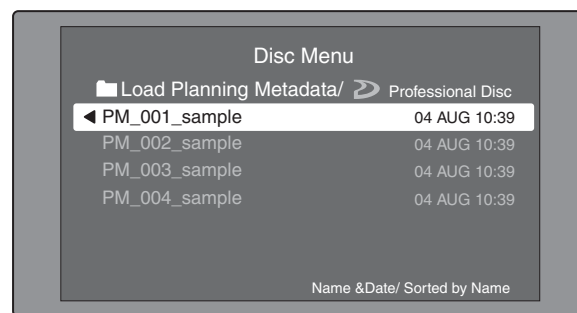 Disc Menu
Load Planning Metadata/ Professional Disc
PM_001_sample 04 AUG 10:39
PM_002_sample 04 AUG 10:39
PM_003_sample 04 AUG 10:39
PM_004_sample 04 AUG 10:39
Name &Date/ Sorted by Name